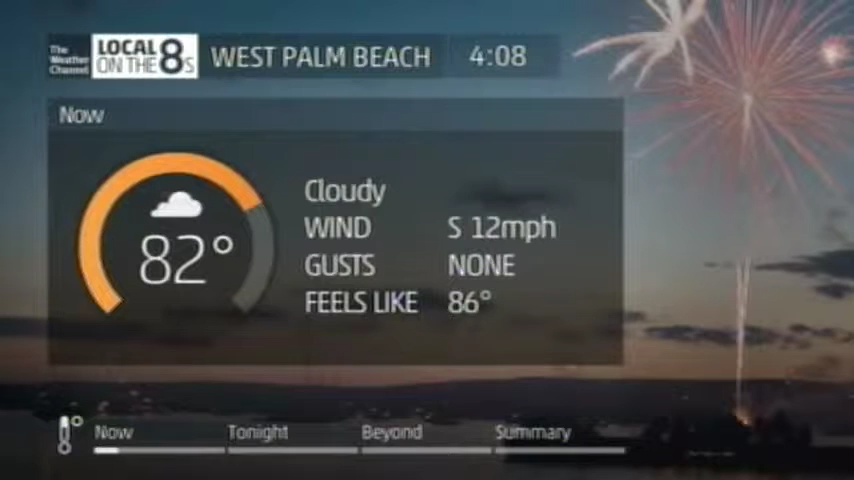 The Weather Channel
LOCAL ON THE 8s
WEST PALM BEACH 4:08
Now
82°
Cloudy
WIND S 12mph
GUSTS NONE
FEELS LIKE 86°
Now Tonight Beyond Summary